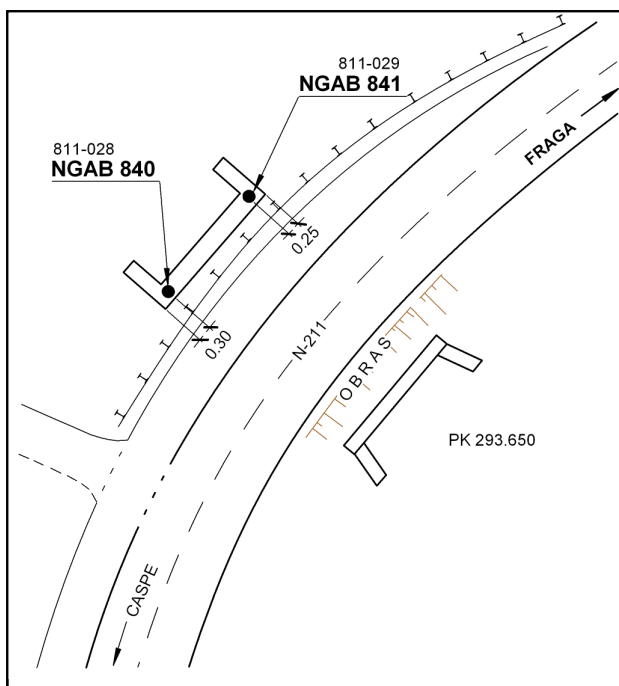 811-029
NGAB 841
811-028
NGAB 840
FRAGA
0.25
0.30
N-211
OBRAS
PK 293.650
CASPE